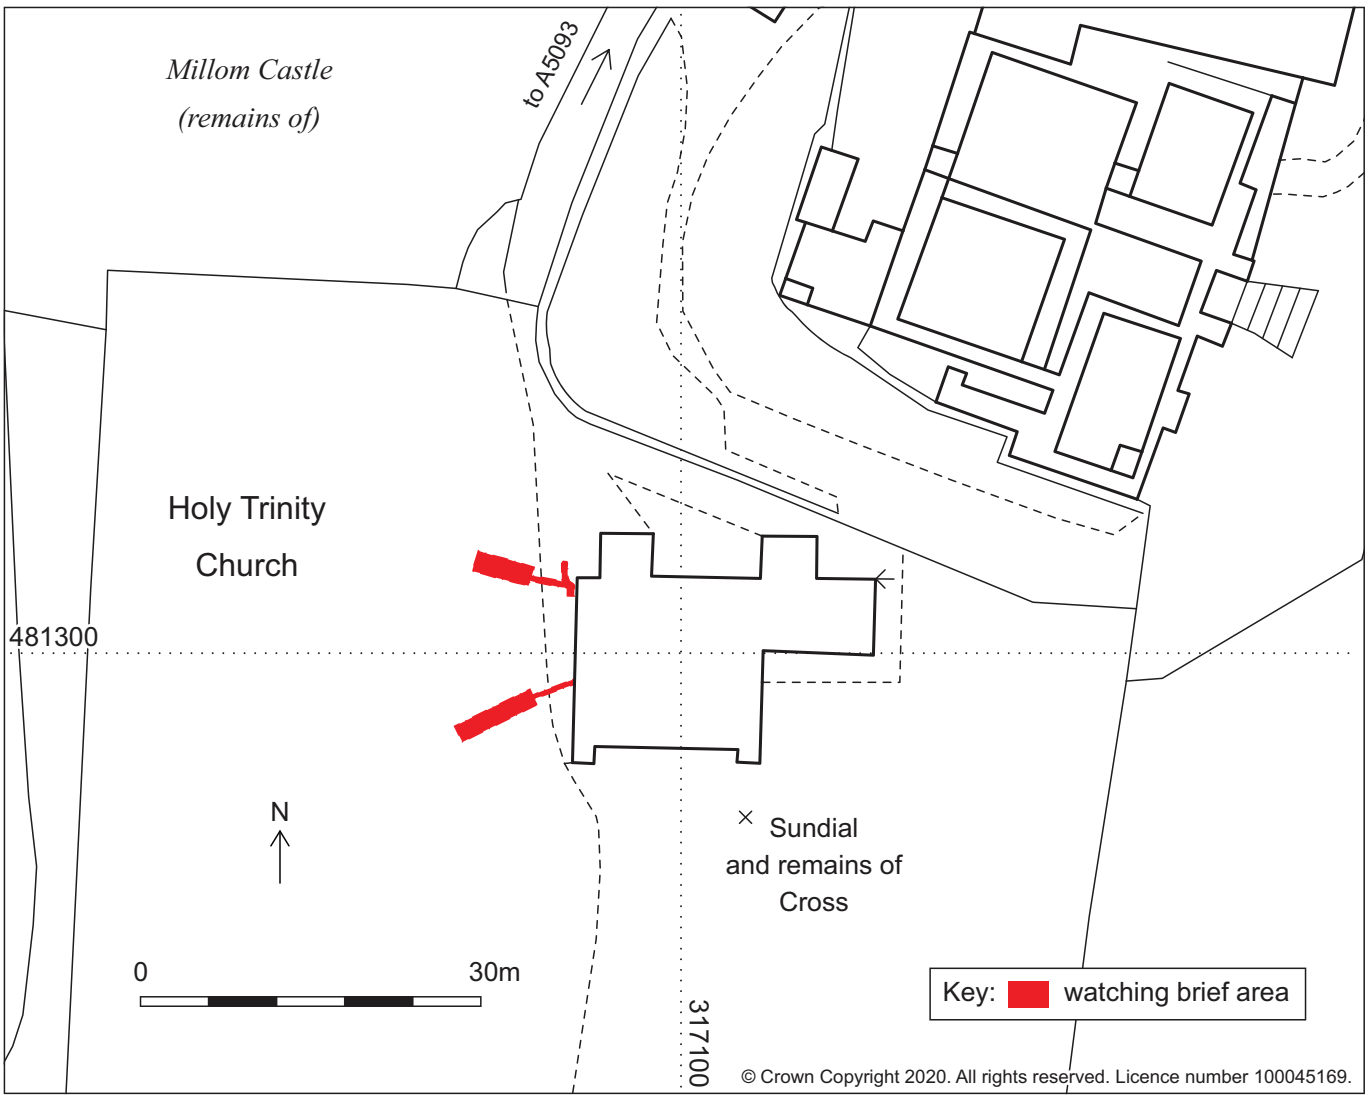 Millom Castle
(remains of)
to A5093
Holy Trinity
Church
481300
N
Sundial
and remains of
Cross
0 30m
317100
Key: watching brief area
© Crown Copyright 2020. All rights reserved. Licence number 100045169.